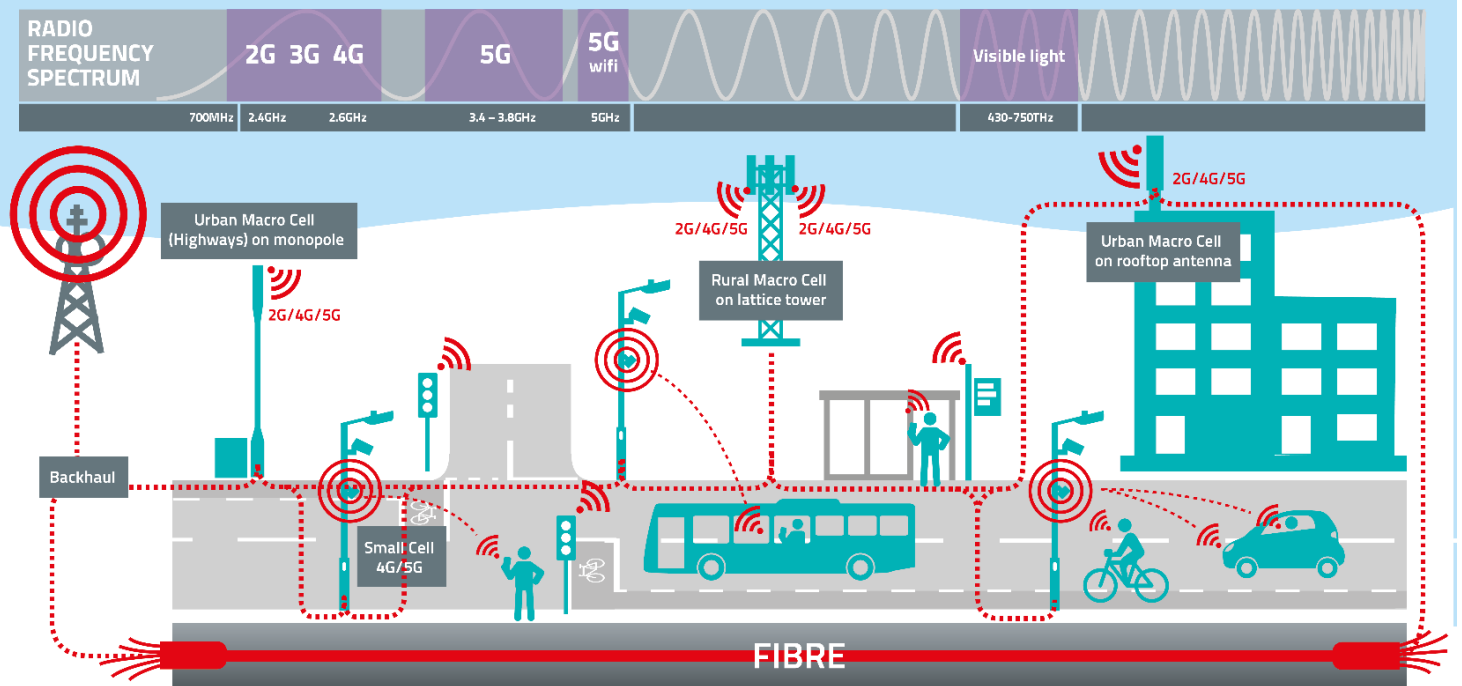 RADIO
FREQUENCY
SPECTRUM
2G 3G 4G
5G
5G
wifi
Visible light
700MHz
2.4GHz
2.6GHz
3.4 – 3.8GHz
5GHz
430-750THz
2G/4G/5G
Urban Macro Cell
(Highways) on monopole
2G/4G/5G
2G/4G/5G
2G/4G/5G
Urban Macro Cell
on rooftop antenna
Rural Macro Cell
on lattice tower
2G/4G/5G
Backhaul
Small Cell
4G/5G
FIBRE